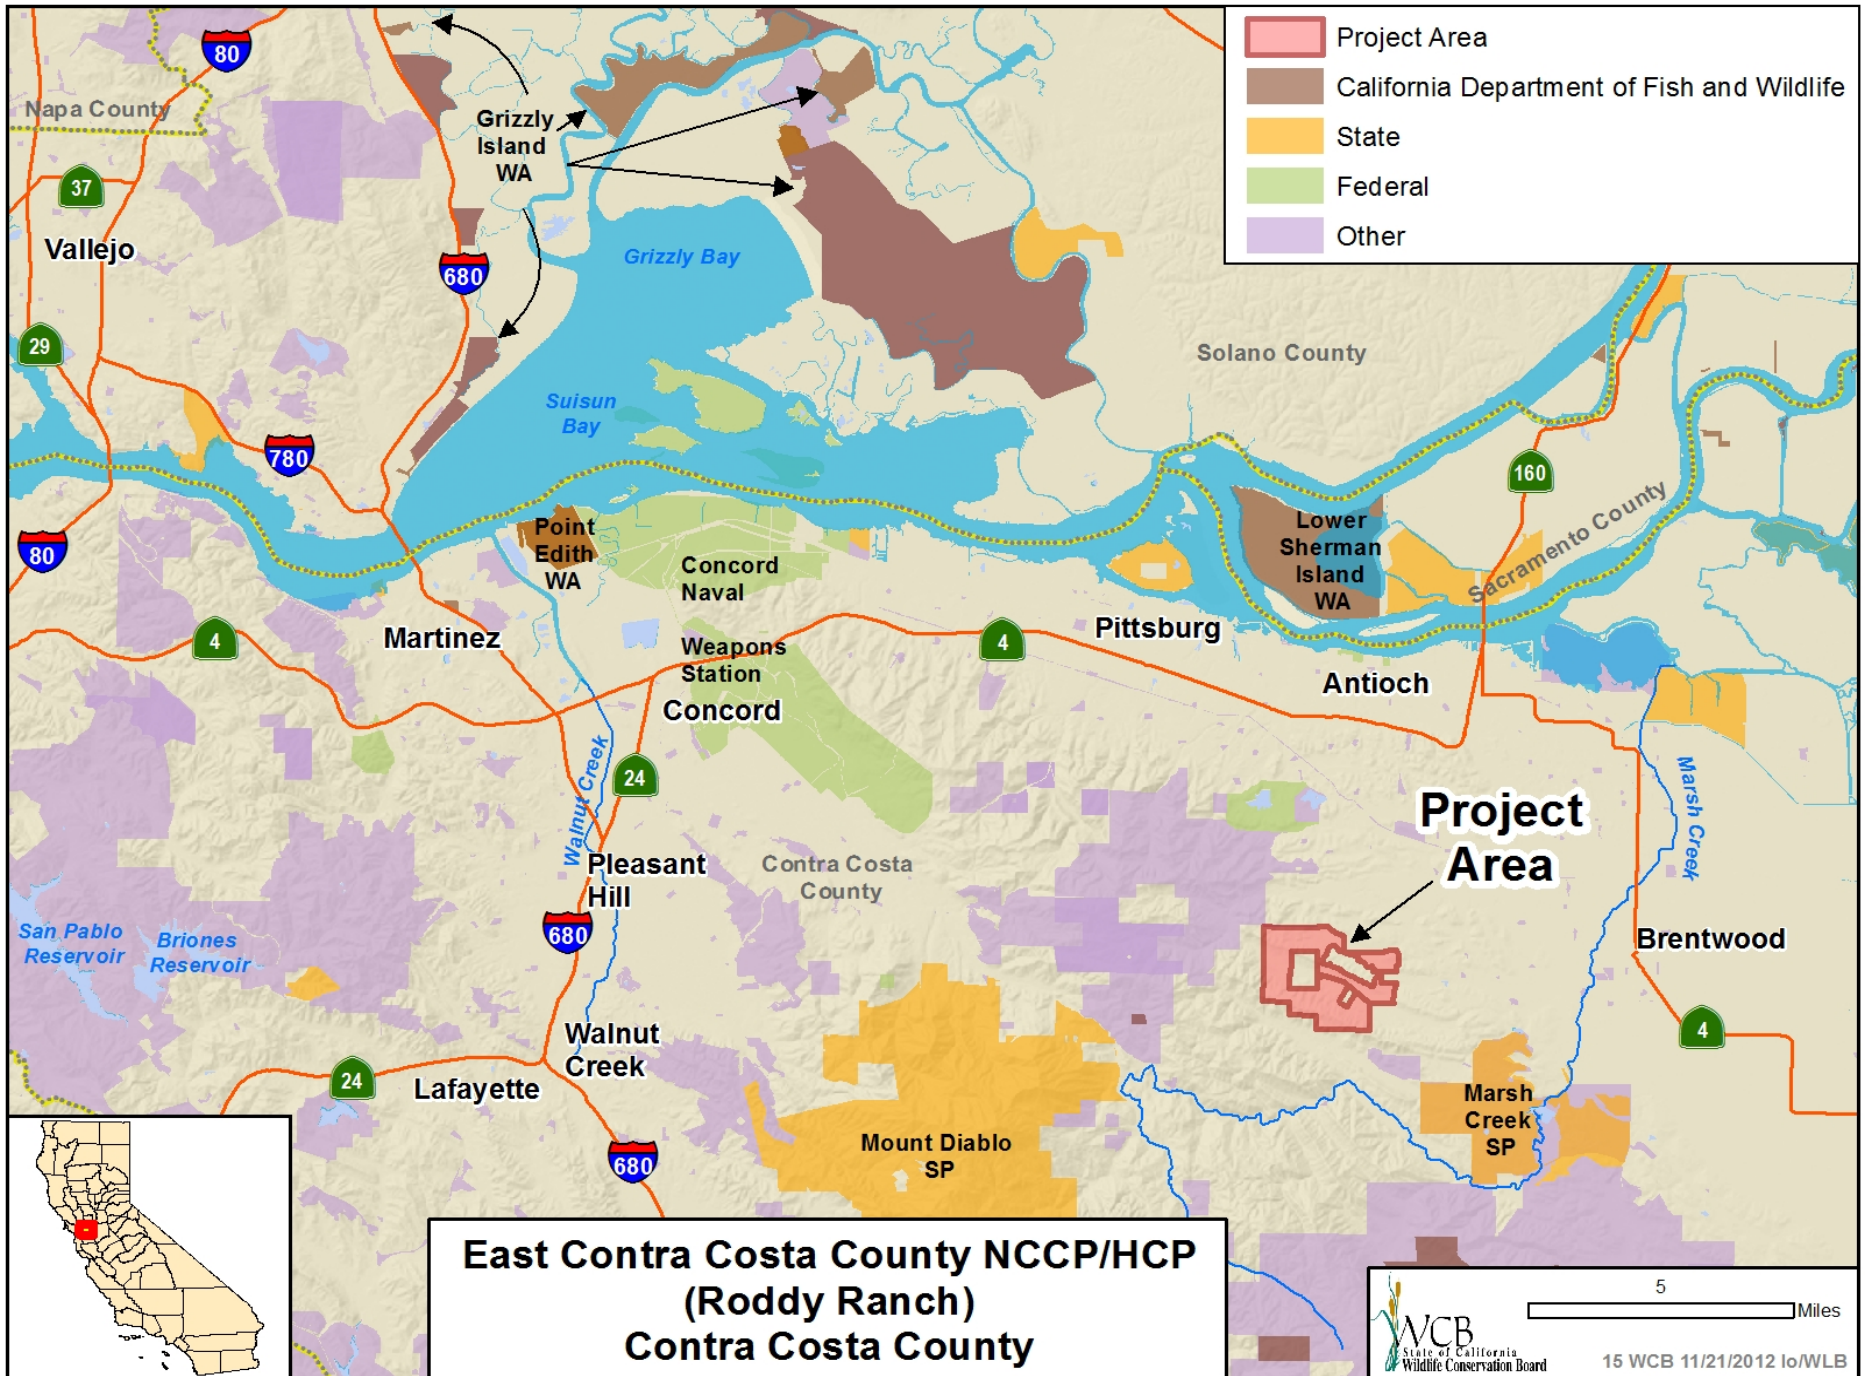 Project Area
California Department of Fish and Wildlife
State
Federal
Other
80
Napa County
37
Vallejo
29
Grizzly
Island
WA
680
Grizzly Bay
Suisun
Bay
Solano County
780
80
160
Sacramento County
Point
Edith
WA
Concord
Naval
Weapons
Station
Lower
Sherman
Island
WA
4
Martinez
4
Pittsburg
Antioch
Concord
24
Walnut Creek
Marsh Creek
Project
Area
Pleasant
Hill
Contra Costa
County
680
San Pablo
Reservoir
Briones
Reservoir
Brentwood
4
Walnut
Creek
24
Lafayette
680
Mount Diablo
SP
Marsh
Creek
SP
East Contra Costa County NCCP/HCP
(Roddy Ranch)
Contra Costa County
5
Miles
WCB
State of California
Wildlife Conservation Board
15 WCB 11/21/2012 lo/WLB